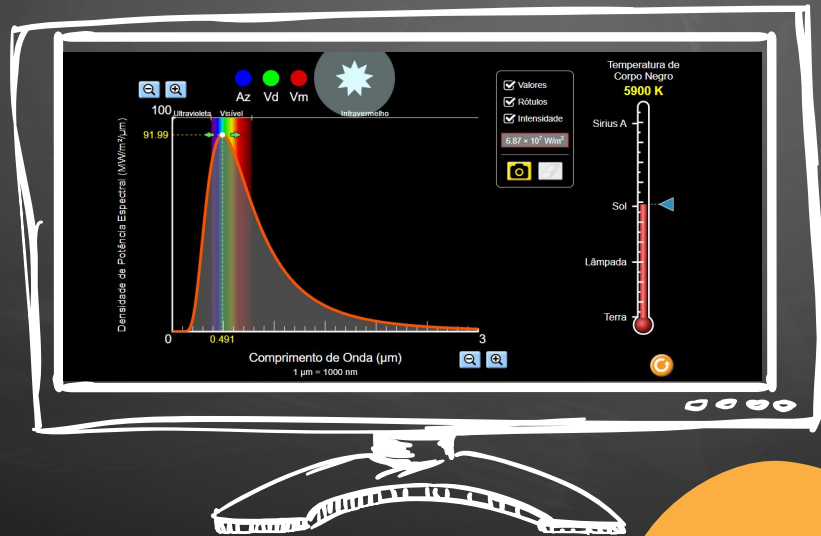 Temperatura de
Corpo Negro
5900 K
Az Vd Vm
Valores
Rótulos
Intensidade
6.87 × 10⁷ W/m²
Ultravioleta Visível Infravermelho
100
91.99
Densidade de Potência Espectral (MW/m²/µm)
0
0.491
3
Comprimento de Onda (µm)
1 µm = 1000 nm
Sirius A
Sol
Lâmpada
Terra